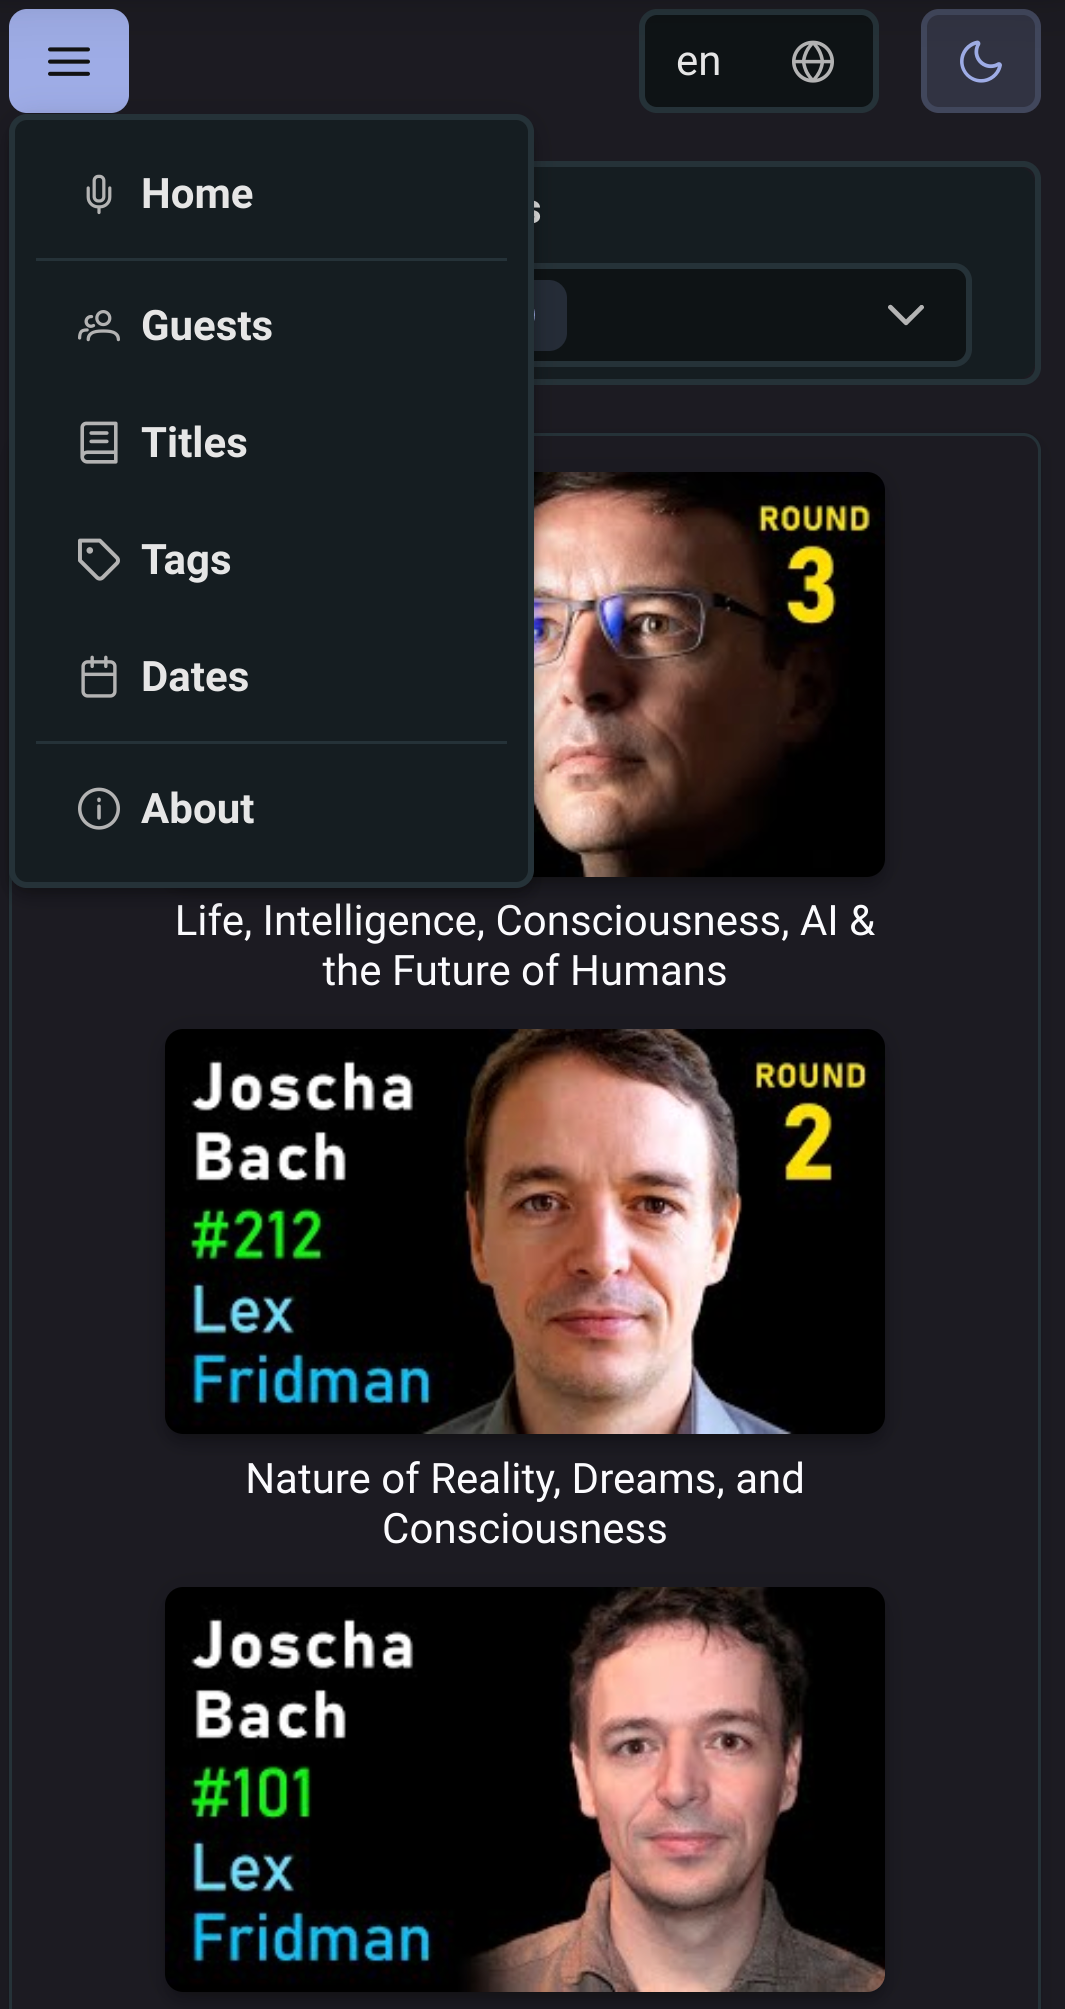 en
Home
Guests
Titles
Tags
Dates
About
ROUND
3
Life, Intelligence, Consciousness, AI &
the Future of Humans
Joscha
Bach
#212
Lex
Fridman
ROUND
2
Nature of Reality, Dreams, and
Consciousness
Joscha
Bach
#101
Lex
Fridman